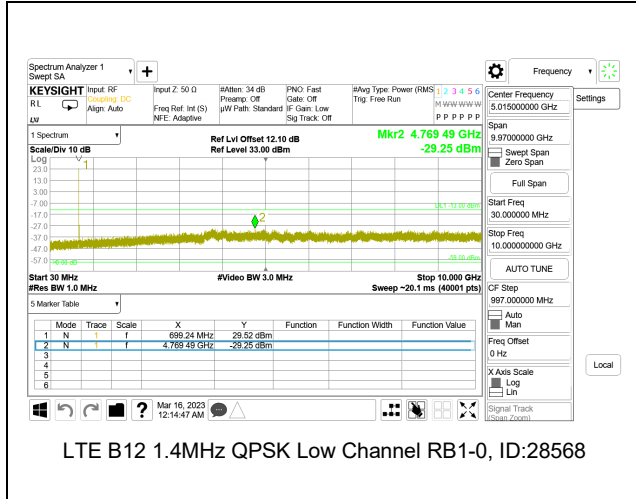 Spectrum Analyzer 1
Swept SA
+
Frequency
KEYSIGHT
Input: RF
Input Z: 50 Ω
#Atten: 34 dB
PNO: Fast
#Avg Type: Power (RMS
1 2 3 4 5 6
RL
Coupling: DC
Preamp: Off
Gate: Off
Trig: Free Run
Align: Auto
Freq Ref: Int (S)
µW Path: Standard
IF Gain: Low
M W W W W W
NFE: Adaptive
Sig Track: Off
P P P P P P
LXI
Center Frequency
5.015000000 GHz
Settings
Span
9.97000000 GHz
Swept Span
Zero Span
Full Span
Start Freq
30.000000 MHz
Stop Freq
10.000000000 GHz
AUTO TUNE
CF Step
997.000000 MHz
Auto
Man
Freq Offset
0 Hz
X Axis Scale
Log
Lin
Local
Signal Track
(Span Zoom)
1 Spectrum
Ref Lvl Offset 12.10 dB
Mkr2 4.769 49 GHz
Scale/Div 10 dB
Ref Level 33.00 dBm
-29.25 dBm
Log
1
23.0
13.0
3.00
-7.00
DL1 -13.00 dBm
-17.0
2
-27.0
-37.0
-47.0
-57.0
Start 30 MHz
#Video BW 3.0 MHz
Stop 10.000 GHz
#Res BW 1.0 MHz
Sweep ~20.1 ms (40001 pts)
5 Marker Table
Mode Trace Scale X Y Function Function Width Function Value
1 N 1 f 699.24 MHz 29.52 dBm
2 N 1 f 4.769 49 GHz -29.25 dBm
3
4
5
6
?
Mar 16, 2023
12:14:47 AM
LTE B12 1.4MHz QPSK Low Channel RB1-0, ID:28568